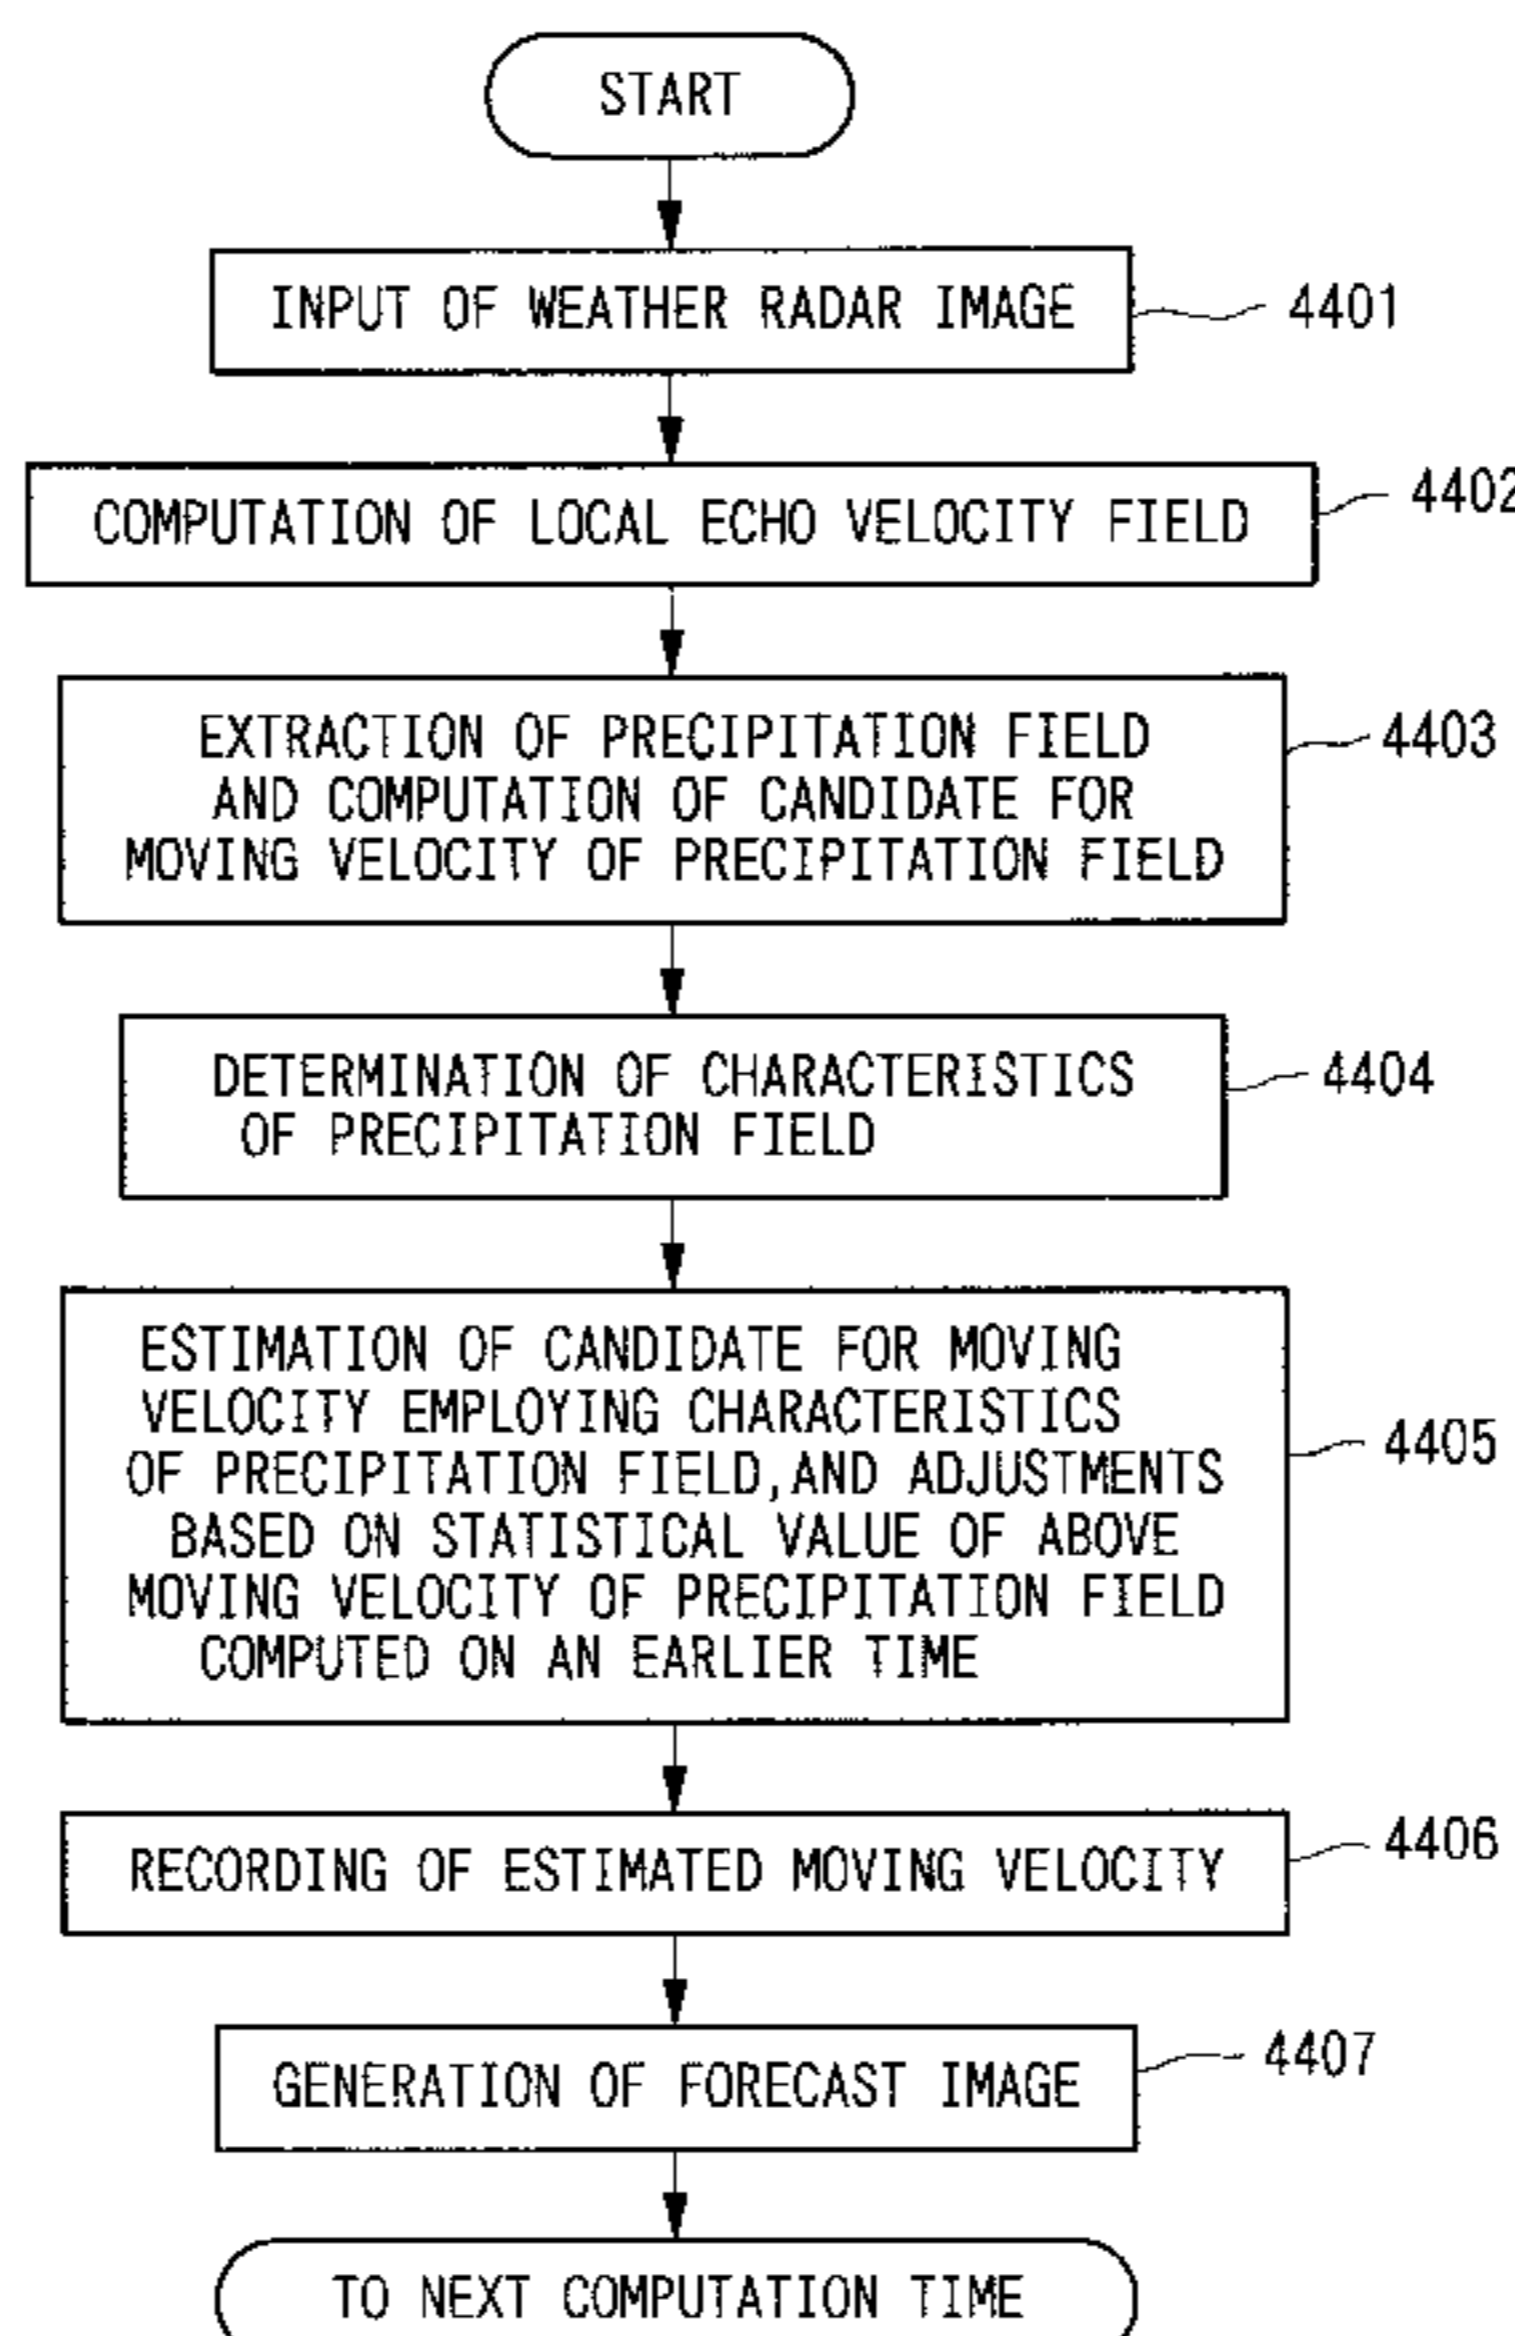 START
INPUT OF WEATHER RADAR IMAGE
4401
COMPUTATION OF LOCAL ECHO VELOCITY FIELD
4402
EXTRACTION OF PRECIPITATION FIELD
AND COMPUTATION OF CANDIDATE FOR
MOVING VELOCITY OF PRECIPITATION FIELD
4403
DETERMINATION OF CHARACTERISTICS
OF PRECIPITATION FIELD
4404
ESTIMATION OF CANDIDATE FOR MOVING
VELOCITY EMPLOYING CHARACTERISTICS
OF PRECIPITATION FIELD,AND ADJUSTMENTS
BASED ON STATISTICAL VALUE OF ABOVE
MOVING VELOCITY OF PRECIPITATION FIELD
COMPUTED ON AN EARLIER TIME
4405
RECORDING OF ESTIMATED MOVING VELOCITY
4406
GENERATION OF FORECAST IMAGE
4407
TO NEXT COMPUTATION TIME